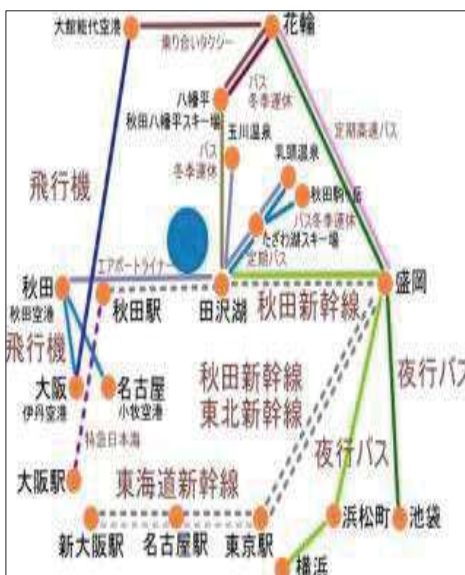 大館能代空港
花輪
乗り合いタクシー
八幡平
秋田八幡平スキー場
バス
冬季運休
玉川温泉
バス
冬季運休
乳頭温泉
定期高速バス
飛行機
秋田駒ヶ岳
バス冬季運休
たざわ湖スキー場
定期バス
エアポートライナー
秋田
秋田空港
秋田駅
田沢湖
秋田新幹線
盛岡
飛行機
大阪
伊丹空港
名古屋
小牧空港
秋田新幹線
東北新幹線
夜行バス
特急日本海
大阪駅
東海道新幹線
夜行バス
新大阪駅
名古屋駅
東京駅
浜松町
池袋
横浜